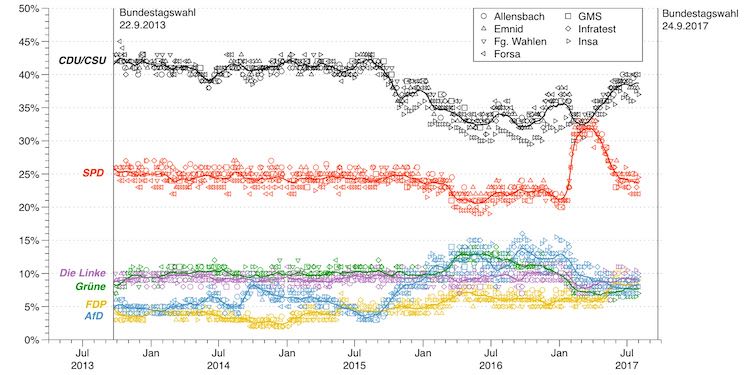 50%
45%
40%
35%
30%
25%
20%
15%
10%
5%
0%
Bundestagswahl
22.9.2013
Bundestagswahl
24.9.2017
Allensbach
Emnid
Fg. Wahlen
Forsa
GMS
Infratest
Insa
CDU/CSU
SPD
Die Linke
Grüne
FDP
AfD
Jul Jan Jul Jan Jul Jan Jul Jan Jul
2013 2014 2015 2016 2017